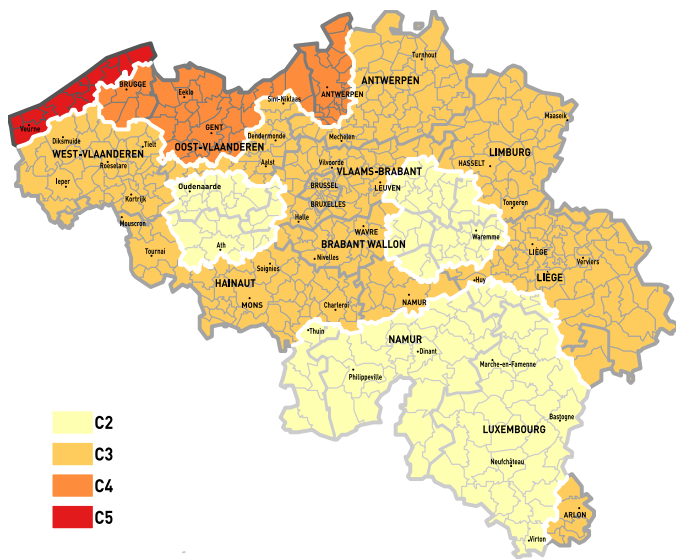 Turnhout
ANTWERPEN
BRUGGE
Eeklo
ANTWERPEN
Sint-Niklaas
Maaseik
Veurne
GENT
Dendermonde
Mechelen
Diksmuide
Tielt
OOST-VLAANDEREN
WEST-VLAANDEREN
LIMBURG
Roeselare
Aalst
Vilvoorde
HASSELT
VLAAMS-BRABANT
Ieper
Oudenaarde
BRUSSEL
LEUVEN
Kortrijk
BRUXELLES
Tongeren
Mouscron
Halle
WAVRE
Waremme
Ath
BRABANT WALLON
LIÈGE
Tournai
Nivelles
Verviers
Soignies
LIÈGE
HAINAUT
Huy
MONS
Charleroi
NAMUR
Thuin
NAMUR
Dinant
Marche-en-Famenne
Philippeville
C2
Bastogne
LUXEMBOURG
C3
Neufchâteau
C4
C5
ARLON
Virton